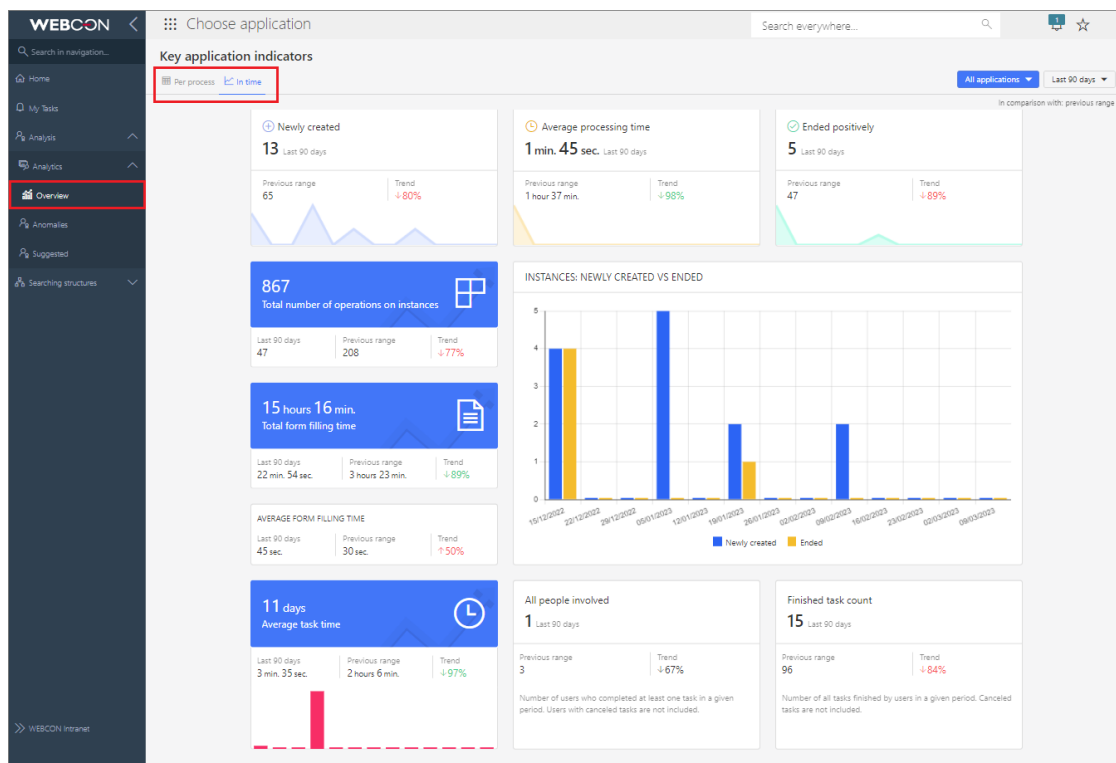 WEBCON
Choose application
Search everywhere...
1
Search in navigation...
Home
My Tasks
Analysis
Analytics
Overview
Anomalies
Suggested
Searching structures
WEBCON Intranet
Key application indicators
Per process
In time
All applications
Last 90 days
In comparison with: previous range
Newly created
13 Last 90 days
Previous range
Trend
65
↓80%
Average processing time
1 min. 45 sec. Last 90 days
Previous range
Trend
1 hour 37 min.
↓98%
Ended positively
5 Last 90 days
Previous range
Trend
47
↓89%
867
Total number of operations on instances
Last 90 days
Previous range
Trend
47
208
↓77%
15 hours 16 min.
Total form filling time
Last 90 days
Previous range
Trend
22 min. 54 sec.
3 hours 23 min.
↓89%
AVERAGE FORM FILLING TIME
Last 90 days
Previous range
Trend
45 sec.
30 sec.
↑50%
INSTANCES: NEWLY CREATED VS ENDED
5
4
3
2
1
0
15/12/2022
22/12/2022
29/12/2022
05/01/2023
12/01/2023
19/01/2023
26/01/2023
02/02/2023
09/02/2023
16/02/2023
23/02/2023
02/03/2023
09/03/2023
Newly created
Ended
11 days
Average task time
Last 90 days
Previous range
Trend
3 min. 35 sec.
2 hours 6 min.
↓97%
All people involved
1 Last 90 days
Previous range
Trend
3
↓67%
Number of users who completed at least one task in a given
period. Users with canceled tasks are not included.
Finished task count
15 Last 90 days
Previous range
Trend
96
↓84%
Number of all tasks finished by users in a given period. Canceled
tasks are not included.